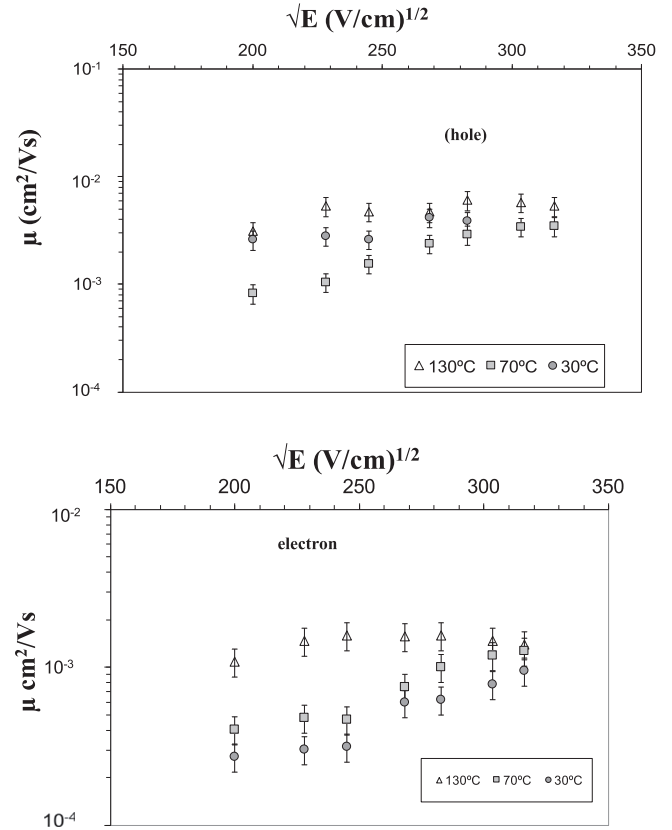 √E (V/cm)^1/2
150 200 250 300 350
10^-1
(hole)
10^-2
μ (cm²/Vs)
10^-3
130ºC 70ºC 30ºC
10^-4
√E (V/cm)^1/2
150 200 250 300 350
10^-2
electron
μ cm²/Vs
10^-3
130ºC 70ºC 30ºC
10^-4